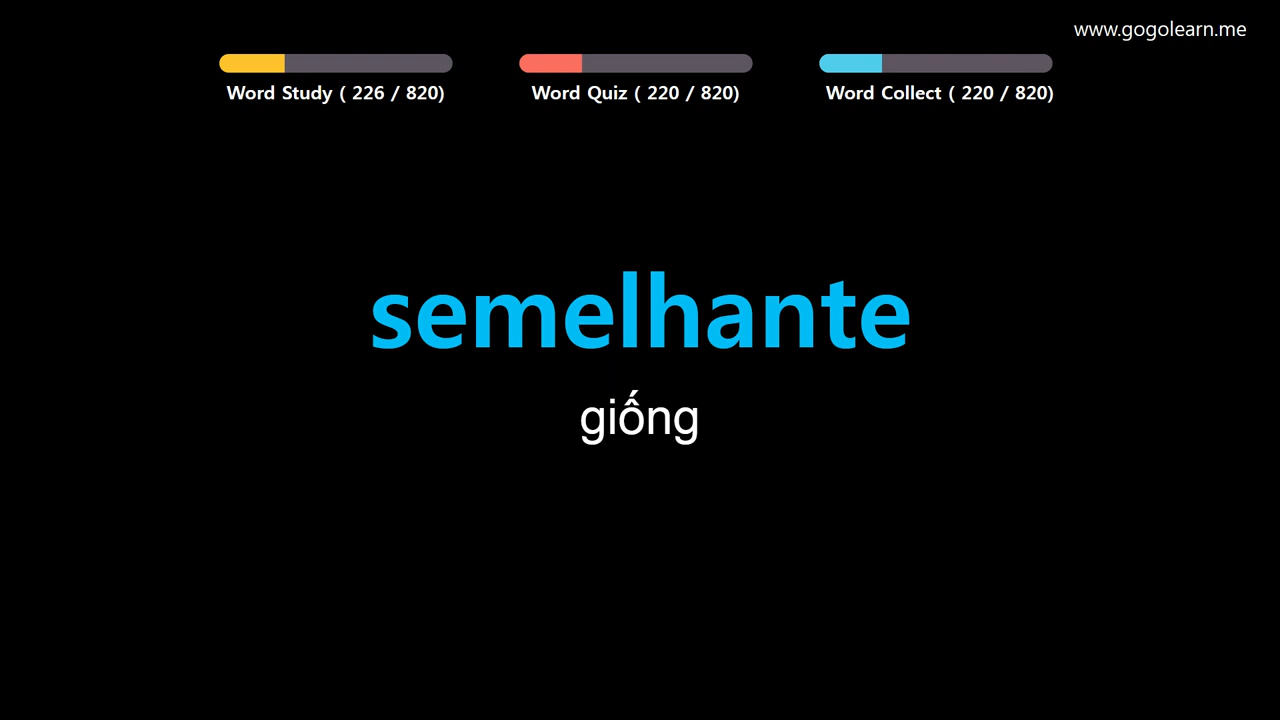 www.gogolearn.me
Word Study ( 226 / 820)
Word Quiz ( 220 / 820)
Word Collect ( 220 / 820)
semelhante
giống